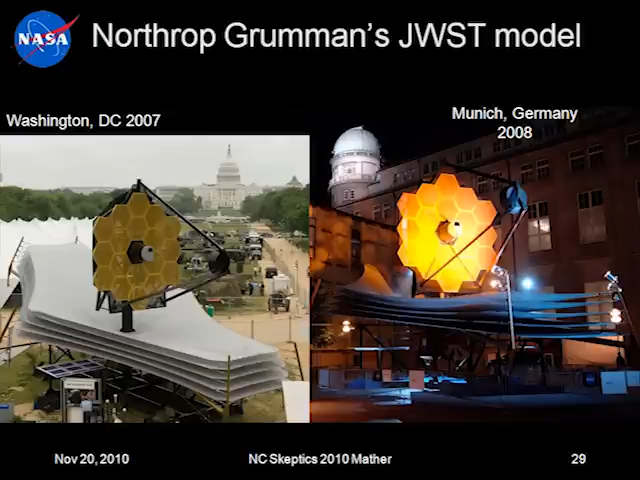 NASA
Northrop Grumman's JWST model
Washington, DC 2007
Munich, Germany
2008
Nov 20, 2010
NC Skeptics 2010 Mather
29